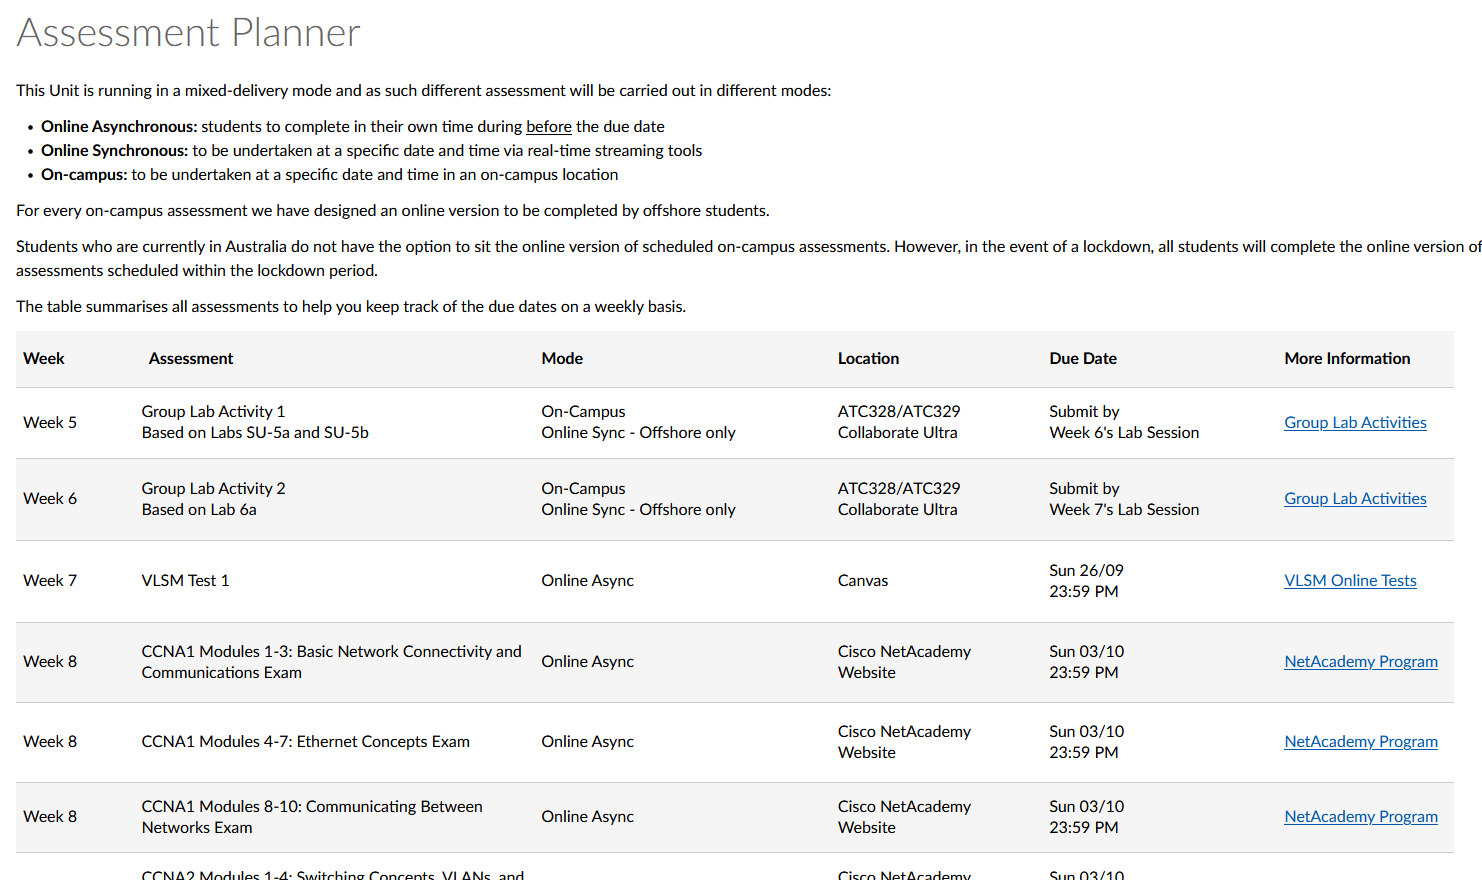 Assessment Planner
This Unit is running in a mixed-delivery mode and as such different assessment will be carried out in different modes:
• Online Asynchronous: students to complete in their own time during before the due date
• Online Synchronous: to be undertaken at a specific date and time via real-time streaming tools
• On-campus: to be undertaken at a specific date and time in an on-campus location
For every on-campus assessment we have designed an online version to be completed by offshore students.
Students who are currently in Australia do not have the option to sit the online version of scheduled on-campus assessments. However, in the event of a lockdown, all students will complete the online version of
assessments scheduled within the lockdown period.
The table summarises all assessments to help you keep track of the due dates on a weekly basis.
Week Assessment Mode Location Due Date More Information
Week 5
Group Lab Activity 1
Based on Labs SU-5a and SU-5b
On-Campus
Online Sync - Offshore only
ATC328/ATC329
Collaborate Ultra
Submit by
Week 6's Lab Session
Group Lab Activities
Week 6
Group Lab Activity 2
Based on Lab 6a
On-Campus
Online Sync - Offshore only
ATC328/ATC329
Collaborate Ultra
Submit by
Week 7's Lab Session
Group Lab Activities
Week 7
VLSM Test 1
Online Async
Canvas
Sun 26/09
23:59 PM
VLSM Online Tests
Week 8
CCNA1 Modules 1-3: Basic Network Connectivity and
Communications Exam
Online Async
Cisco NetAcademy
Website
Sun 03/10
23:59 PM
NetAcademy Program
Week 8
CCNA1 Modules 4-7: Ethernet Concepts Exam
Online Async
Cisco NetAcademy
Website
Sun 03/10
23:59 PM
NetAcademy Program
Week 8
CCNA1 Modules 8-10: Communicating Between
Networks Exam
Online Async
Cisco NetAcademy
Website
Sun 03/10
23:59 PM
NetAcademy Program
CCNA2 Modules 1-4: Switching Concepts, VLANs, and
Cisco NetAcademy
Sun 03/10